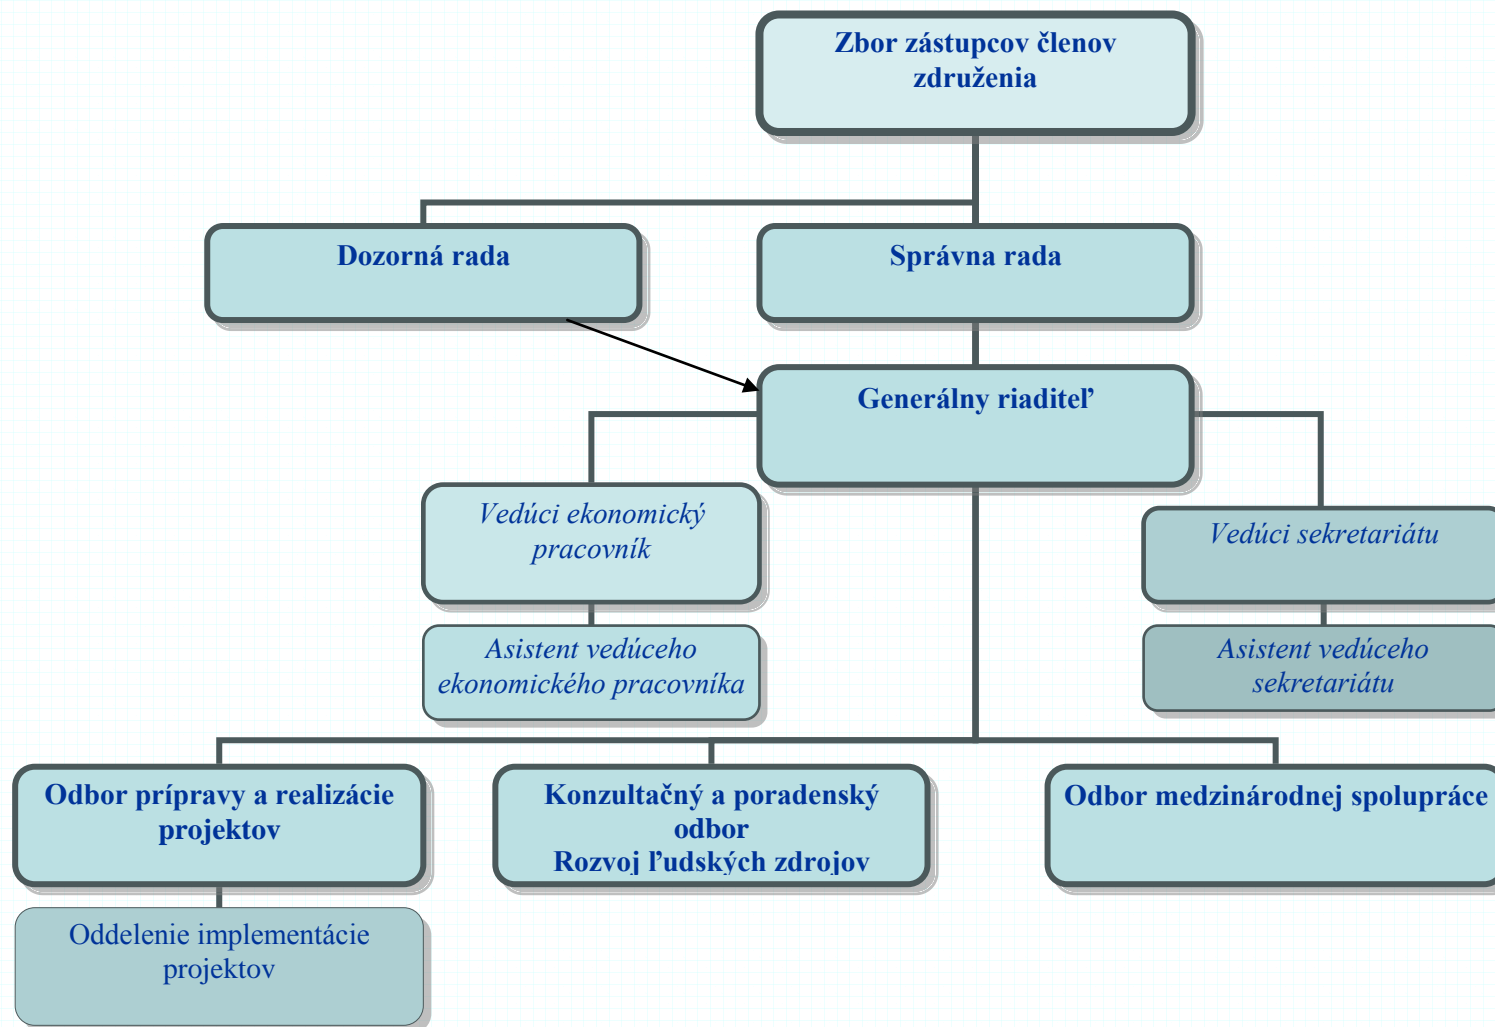 Zbor zástupcov členov
združenia
Dozorná rada
Správna rada
Generálny riaditeľ
Vedúci ekonomický
pracovník
Vedúci sekretariátu
Asistent vedúceho
ekonomického pracovníka
Asistent vedúceho
sekretariátu
Odbor prípravy a realizácie
projektov
Konzultačný a poradenský
odbor
Rozvoj ľudských zdrojov
Odbor medzinárodnej spolupráce
Oddelenie implementácie
projektov